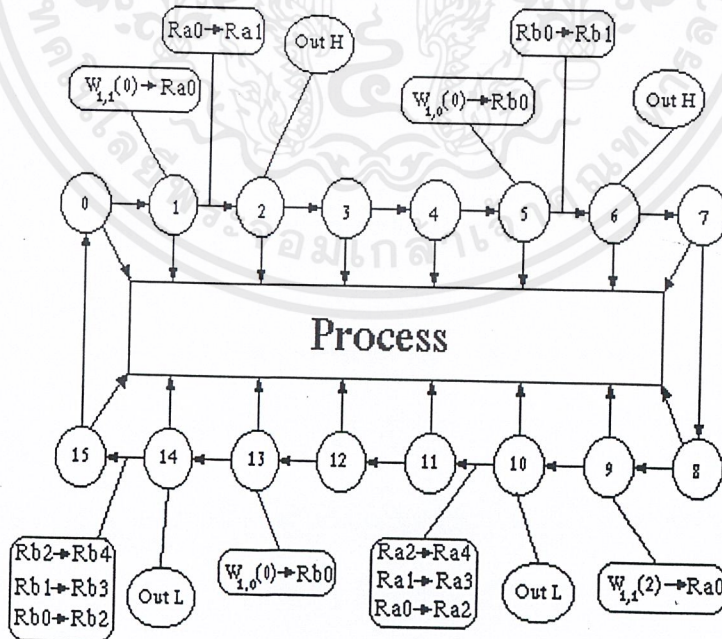 Ra0→Ra1
Out H
Rb0→Rb1
W1,1(0)→Ra0
W1,0(0)→Rb0
Out H
0
1
2
3
4
5
6
7
Process
15
14
13
12
11
10
9
8
Rb2→Rb4
Rb1→Rb3
Rb0→Rb2
Out L
W1,0(0)→Rb0
Ra2→Ra4
Ra1→Ra3
Ra0→Ra2
Out L
W1,1(2)→Ra0